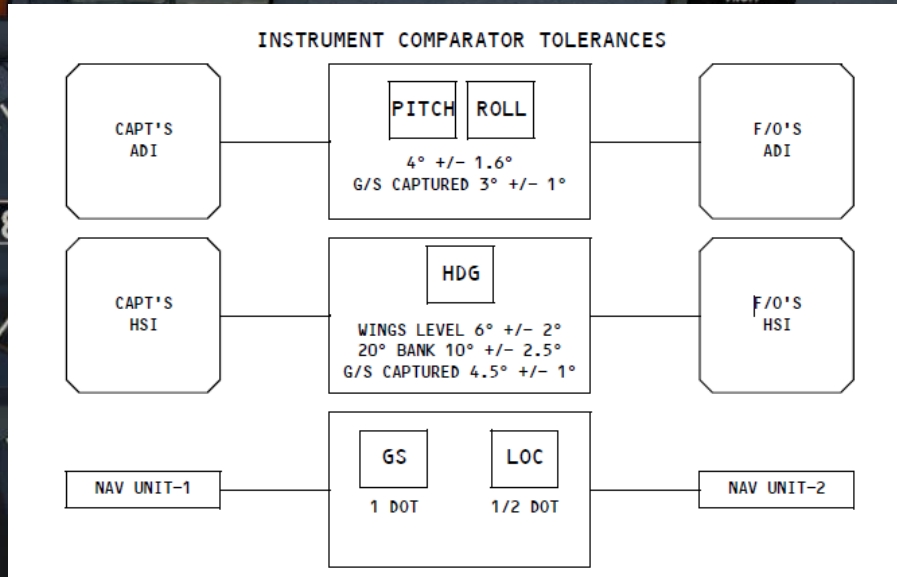 INSTRUMENT COMPARATOR TOLERANCES
CAPT'S
ADI
PITCH
ROLL
4° +/- 1.6°
G/S CAPTURED 3° +/- 1°
F/O'S
ADI
CAPT'S
HSI
HDG
WINGS LEVEL 6° +/- 2°
20° BANK 10° +/- 2.5°
G/S CAPTURED 4.5° +/- 1°
F/O'S
HSI
NAV UNIT-1
GS
LOC
1 DOT
1/2 DOT
NAV UNIT-2